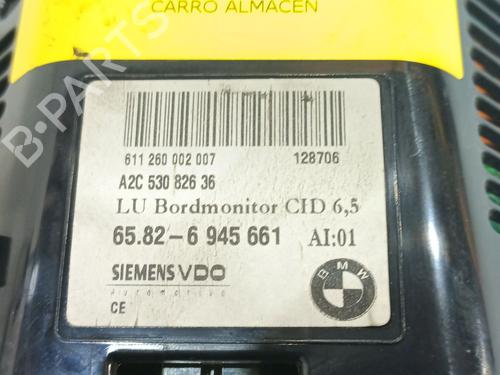 CARRO ALMACEN
B-PARTS
611 260 002 007 128706
A2C 530 826 36
LU Bordmonitor CID 6,5
65.82-6 945 661 AI:01
SIEMENS VDO
Automotive
CE
BMW